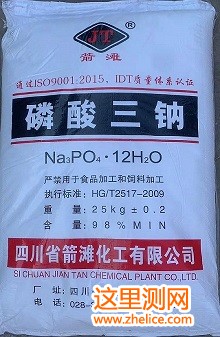 JT
箭滩
通过ISO9001-2015，IDT质量体系认证
磷酸三钠
Na₃PO₄·12H₂O
严禁用于食品加工和饲料加工
执行标准：HG/T2517-2009
重量：25kg±0.2
含量：98%MIN
四川省箭滩化工有限公司
SI CHUAN JIAN TAN CHEMICAL PLANT CO.,LTD.
厂址：四川
电话：028-
这里测网
www.zhelice.com